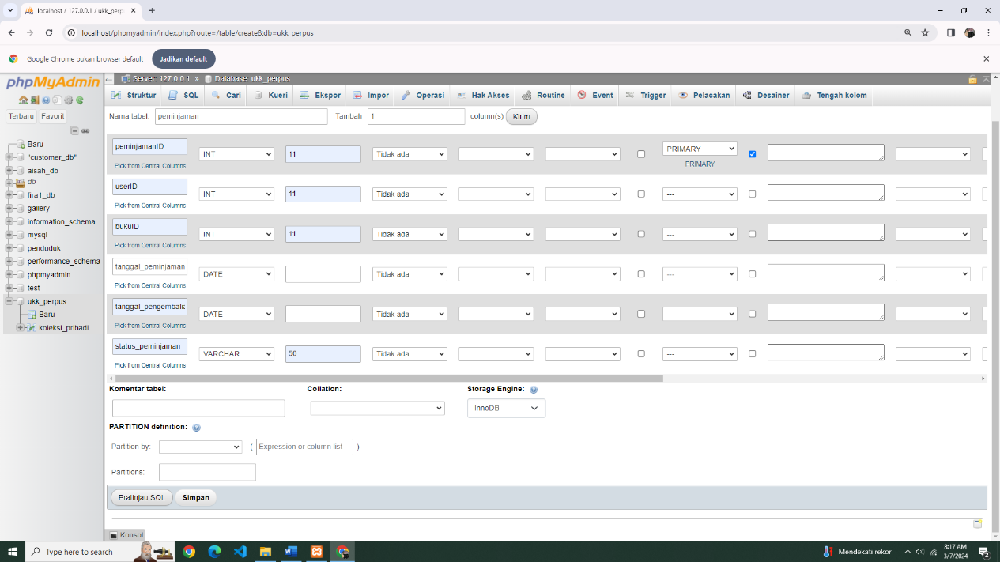 localhost / 127.0.0.1 / ukk_perp
localhost/phpmyadmin/index.php?route=/table/create&db=ukk_perpus
Google Chrome bukan browser default
Jadikan default
phpMyAdmin
Terbaru
Favorit
Baru
"customer_db"
aisah_db
db
fira1_db
gallery
information_schema
mysql
penduduk
performance_schema
phpmyadmin
test
ukk_perpus
Baru
koleksi_pribadi
Server: 127.0.0.1 » Database: ukk_perpus
Struktur SQL Cari Kueri Ekspor Impor Operasi Hak Akses Routine Event Trigger Pelacakan Desainer Tengah kolom
Nama tabel: peminjaman Tambah 1 column(s) Kirim
peminjamanID INT 11 Tidak ada PRIMARY
Pick from Central Columns PRIMARY
userID INT 11 Tidak ada ---
Pick from Central Columns
bukuID INT 11 Tidak ada ---
Pick from Central Columns
tanggal_peminjaman DATE Tidak ada ---
Pick from Central Columns
tanggal_pengembalia DATE Tidak ada ---
Pick from Central Columns
status_peminjaman VARCHAR 50 Tidak ada ---
Pick from Central Columns
Komentar tabel: Collation: Storage Engine:
InnoDB
PARTITION definition:
Partition by: ( Expression or column list )
Partitions:
Pratinjau SQL Simpan
Konsol
Type here to search
Mendekati rekor
8:17 AM
3/7/2024
2